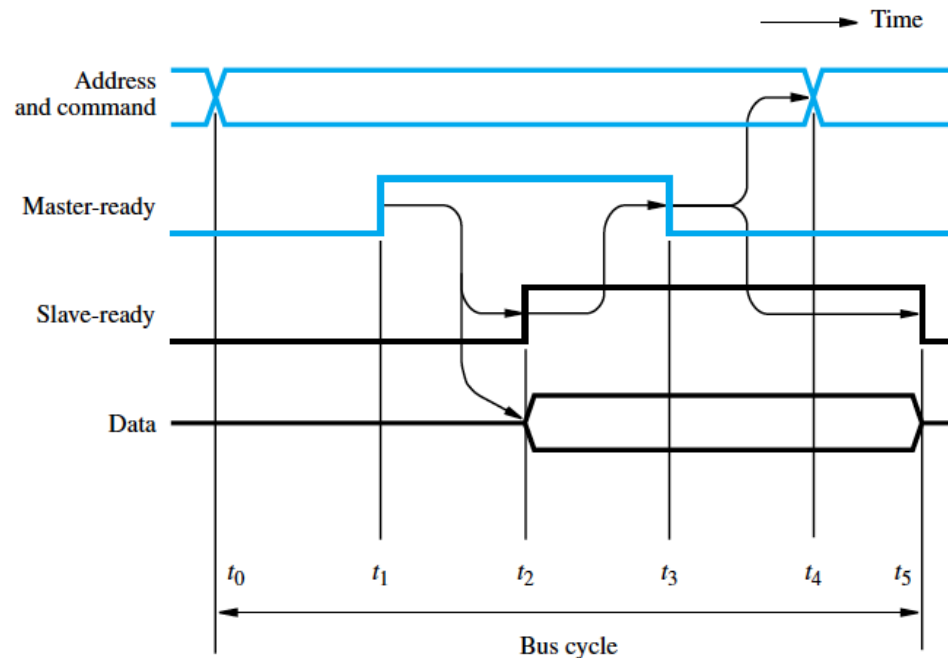 Time
Address
and command
Master-ready
Slave-ready
Data
t0 t1 t2 t3 t4 t5
Bus cycle